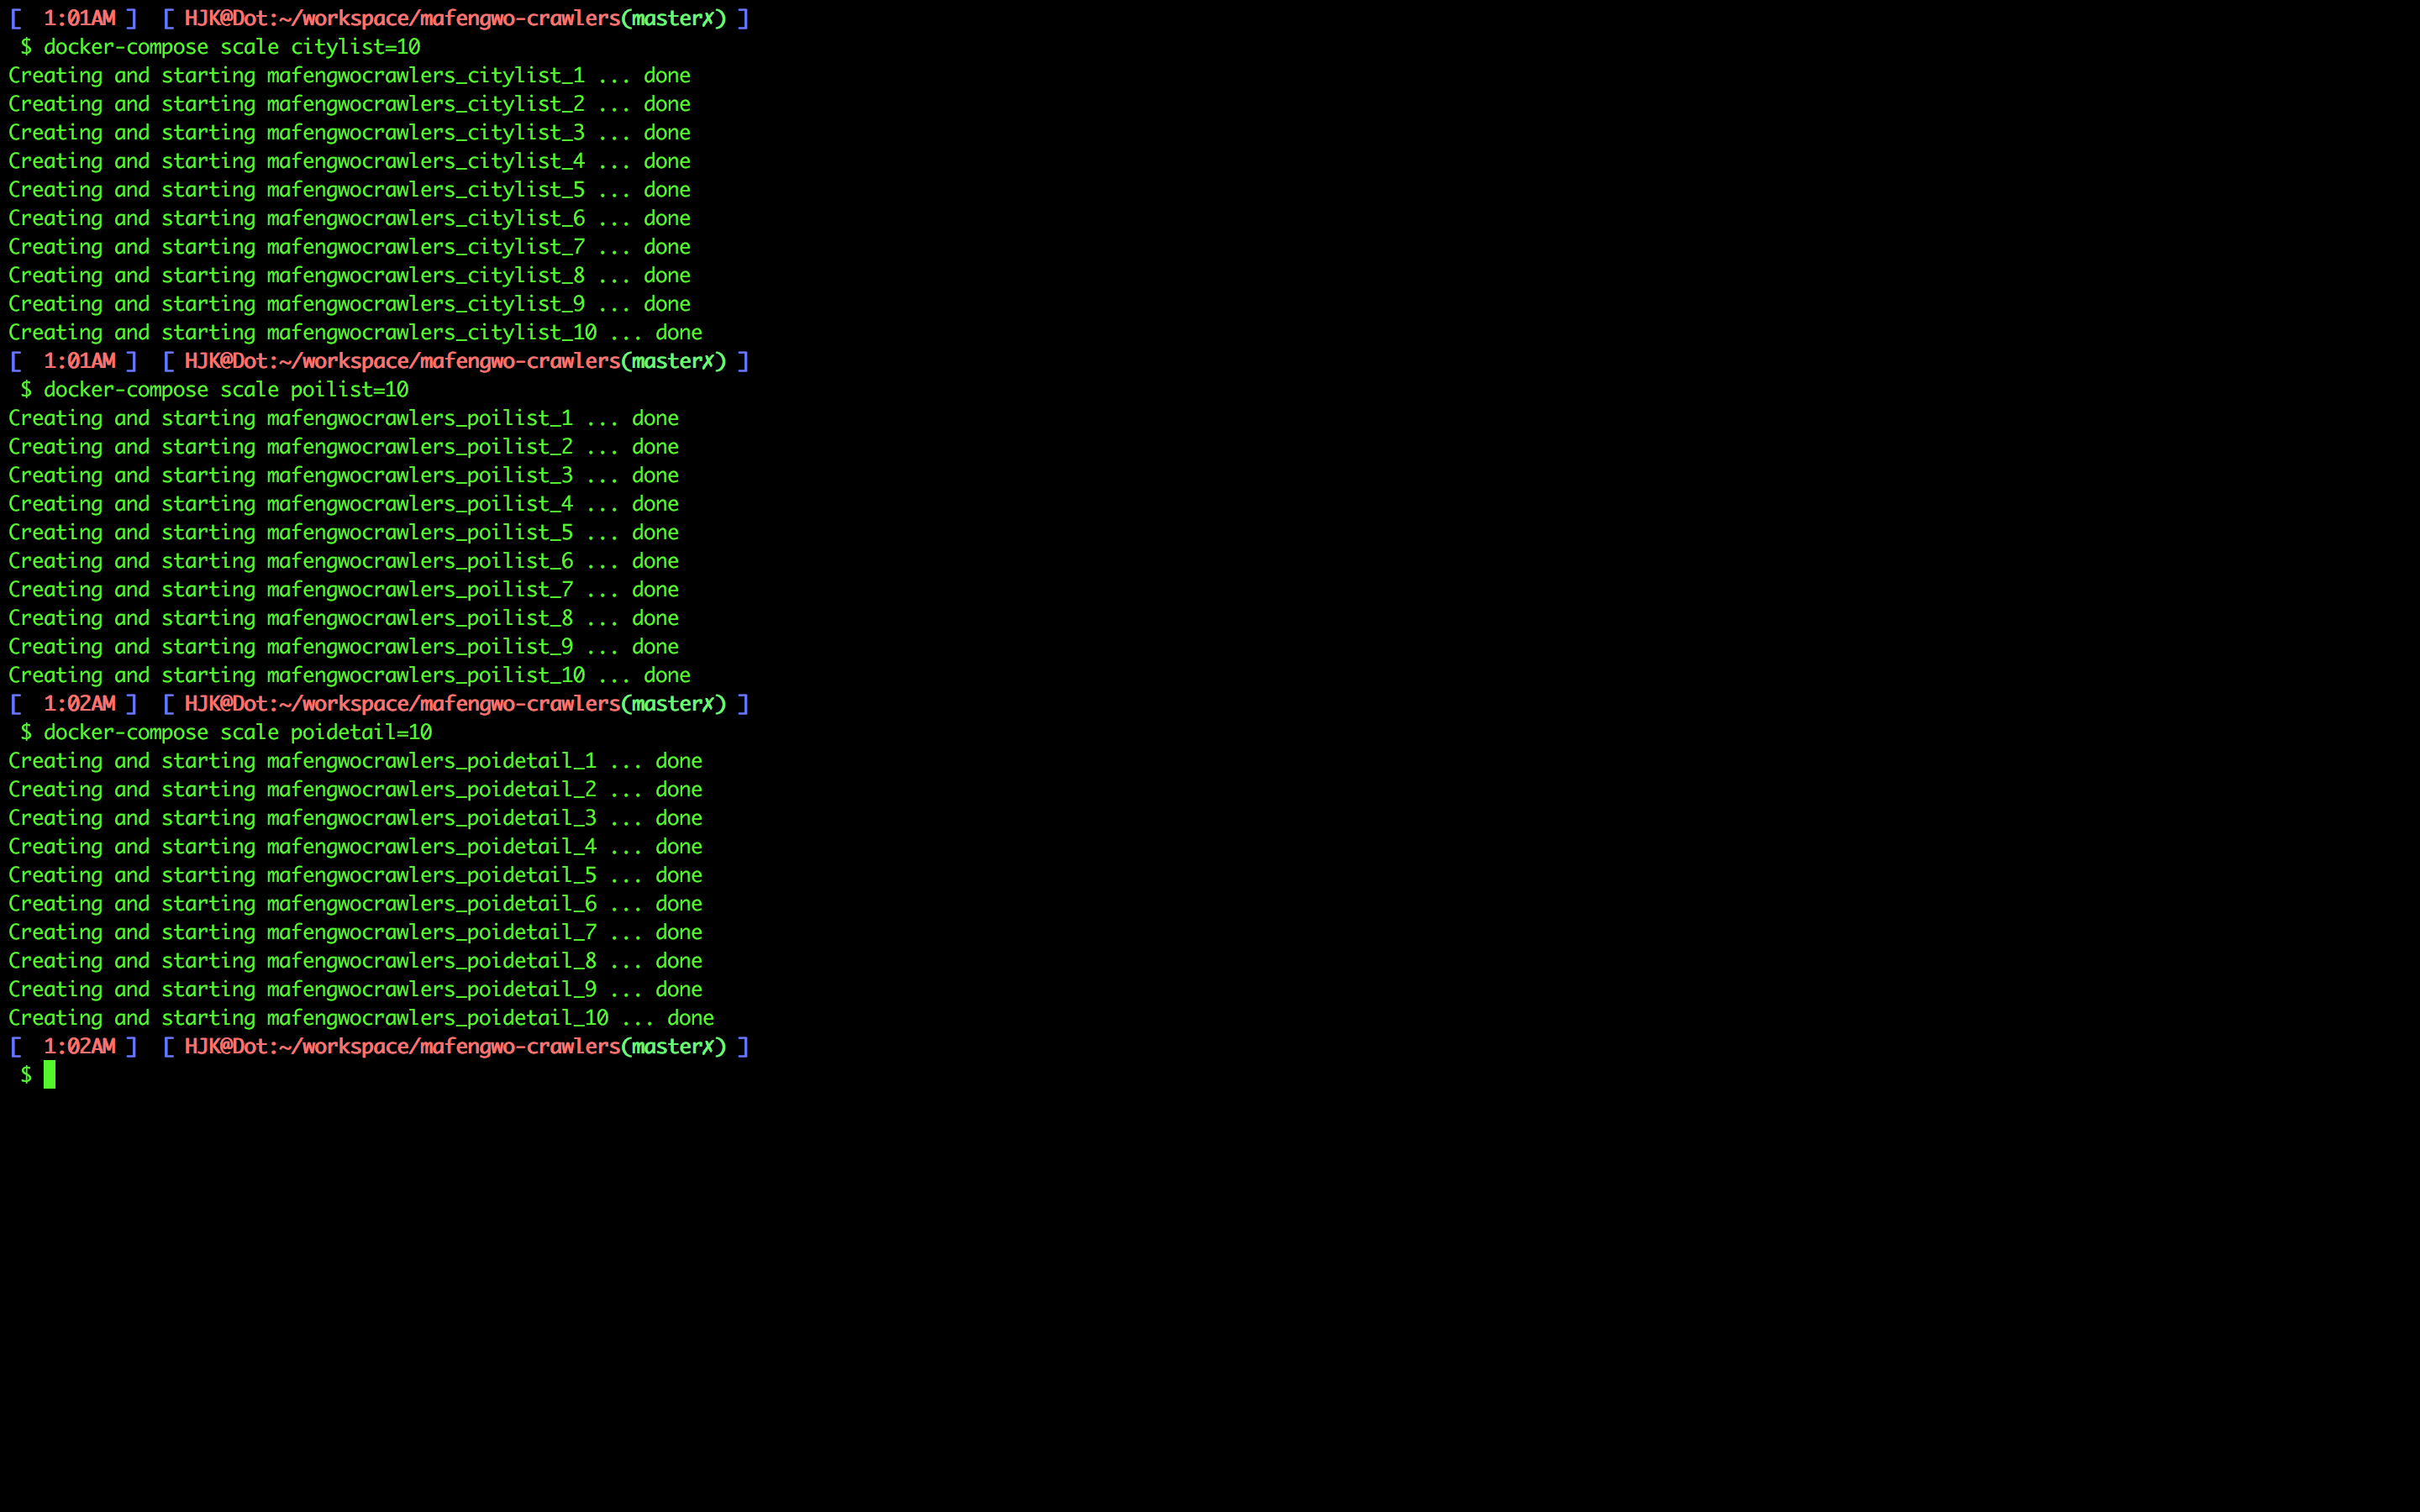 [  1:01AM ]  [ HJK@Dot:~/workspace/mafengwo-crawlers(master✗) ]
 $ docker-compose scale citylist=10
Creating and starting mafengwocrawlers_citylist_1 ... done
Creating and starting mafengwocrawlers_citylist_2 ... done
Creating and starting mafengwocrawlers_citylist_3 ... done
Creating and starting mafengwocrawlers_citylist_4 ... done
Creating and starting mafengwocrawlers_citylist_5 ... done
Creating and starting mafengwocrawlers_citylist_6 ... done
Creating and starting mafengwocrawlers_citylist_7 ... done
Creating and starting mafengwocrawlers_citylist_8 ... done
Creating and starting mafengwocrawlers_citylist_9 ... done
Creating and starting mafengwocrawlers_citylist_10 ... done
[  1:01AM ]  [ HJK@Dot:~/workspace/mafengwo-crawlers(master✗) ]
 $ docker-compose scale poilist=10
Creating and starting mafengwocrawlers_poilist_1 ... done
Creating and starting mafengwocrawlers_poilist_2 ... done
Creating and starting mafengwocrawlers_poilist_3 ... done
Creating and starting mafengwocrawlers_poilist_4 ... done
Creating and starting mafengwocrawlers_poilist_5 ... done
Creating and starting mafengwocrawlers_poilist_6 ... done
Creating and starting mafengwocrawlers_poilist_7 ... done
Creating and starting mafengwocrawlers_poilist_8 ... done
Creating and starting mafengwocrawlers_poilist_9 ... done
Creating and starting mafengwocrawlers_poilist_10 ... done
[  1:02AM ]  [ HJK@Dot:~/workspace/mafengwo-crawlers(master✗) ]
 $ docker-compose scale poidetail=10
Creating and starting mafengwocrawlers_poidetail_1 ... done
Creating and starting mafengwocrawlers_poidetail_2 ... done
Creating and starting mafengwocrawlers_poidetail_3 ... done
Creating and starting mafengwocrawlers_poidetail_4 ... done
Creating and starting mafengwocrawlers_poidetail_5 ... done
Creating and starting mafengwocrawlers_poidetail_6 ... done
Creating and starting mafengwocrawlers_poidetail_7 ... done
Creating and starting mafengwocrawlers_poidetail_8 ... done
Creating and starting mafengwocrawlers_poidetail_9 ... done
Creating and starting mafengwocrawlers_poidetail_10 ... done
[  1:02AM ]  [ HJK@Dot:~/workspace/mafengwo-crawlers(master✗) ]
 $